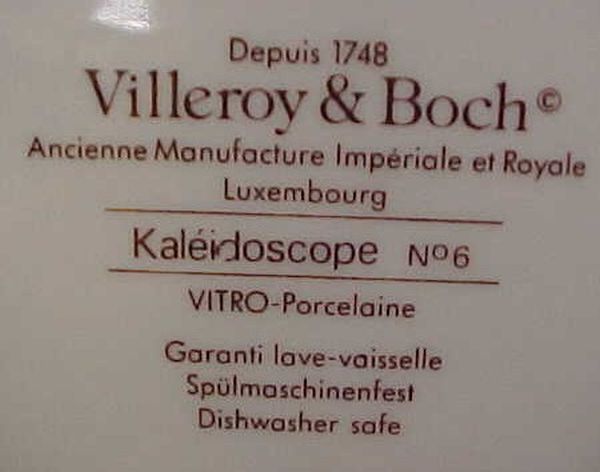 Depuis 1748
Villeroy & Boch©
Ancienne Manufacture Impériale et Royale
Luxembourg
Kaléidoscope Nº6
VITRO-Porcelaine
Garanti lave-vaisselle
Spülmaschinenfest
Dishwasher safe